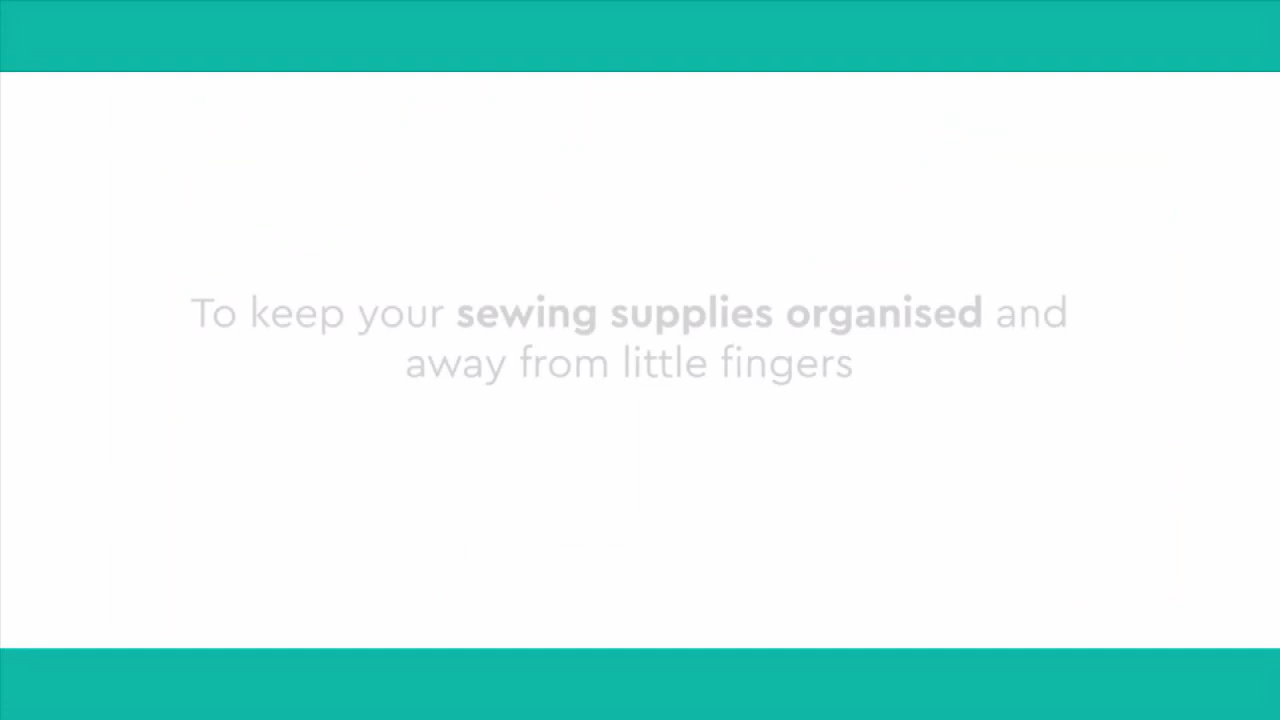 To keep your sewing supplies organised and
away from little fingers